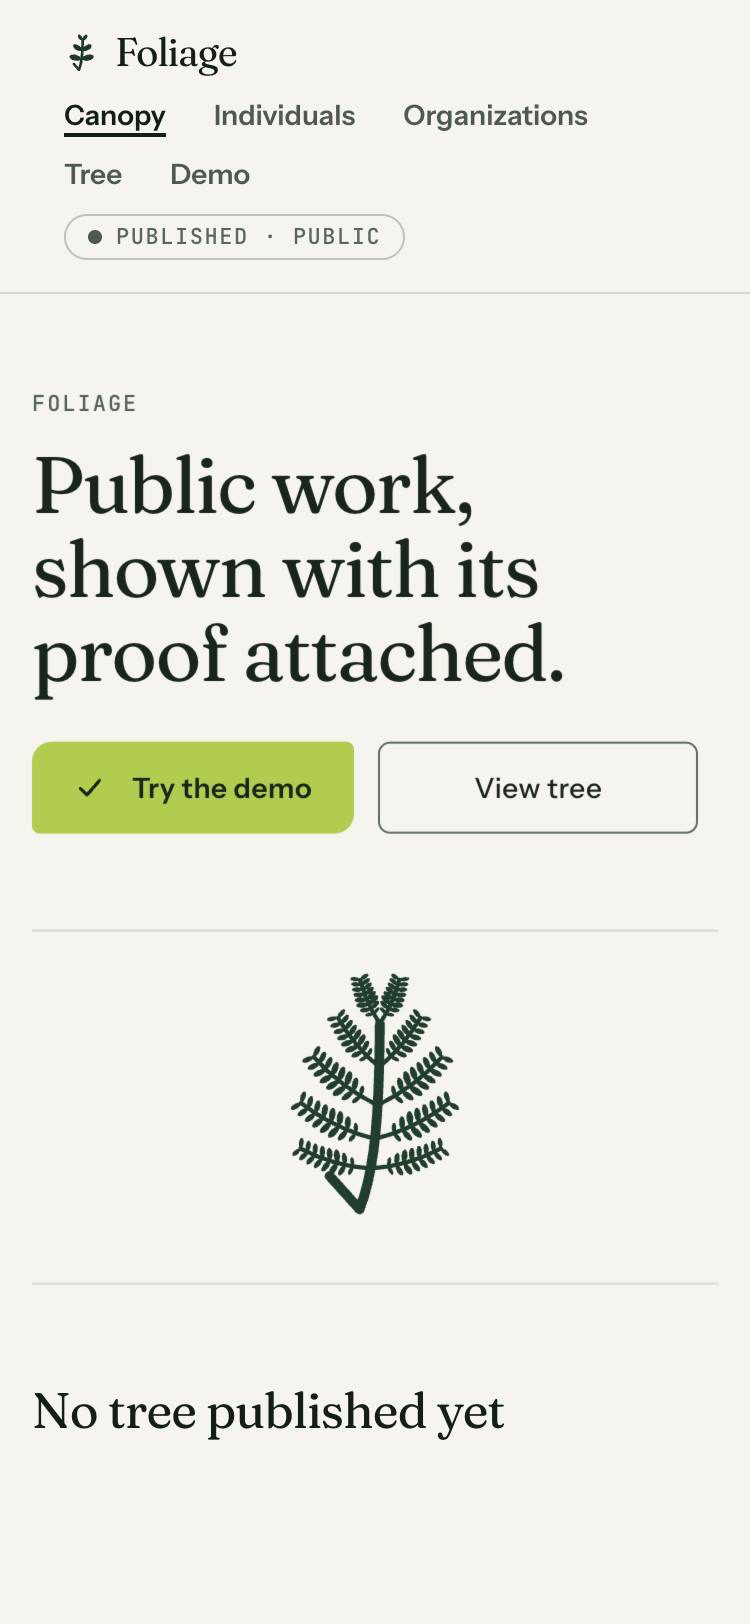 Foliage
Canopy Individuals Organizations
Tree Demo
PUBLISHED · PUBLIC
FOLIAGE
Public work,
shown with its
proof attached.
Try the demo View tree
No tree published yet